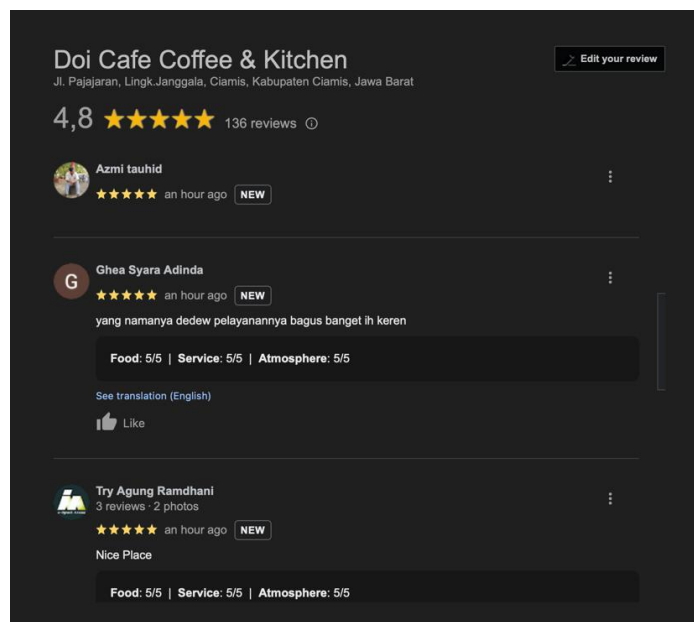 Doi Cafe Coffee & Kitchen
Edit your review
Jl. Pajajaran, Lingk.Janggala, Ciamis, Kabupaten Ciamis, Jawa Barat
4,8 136 reviews
Azmi tauhid
an hour ago NEW
G
Ghea Syara Adinda
an hour ago NEW
yang namanya dedew pelayanannya bagus banget ih keren
Food: 5/5 | Service: 5/5 | Atmosphere: 5/5
See translation (English)
Like
Try Agung Ramdhani
3 reviews · 2 photos
an hour ago NEW
Nice Place
Food: 5/5 | Service: 5/5 | Atmosphere: 5/5